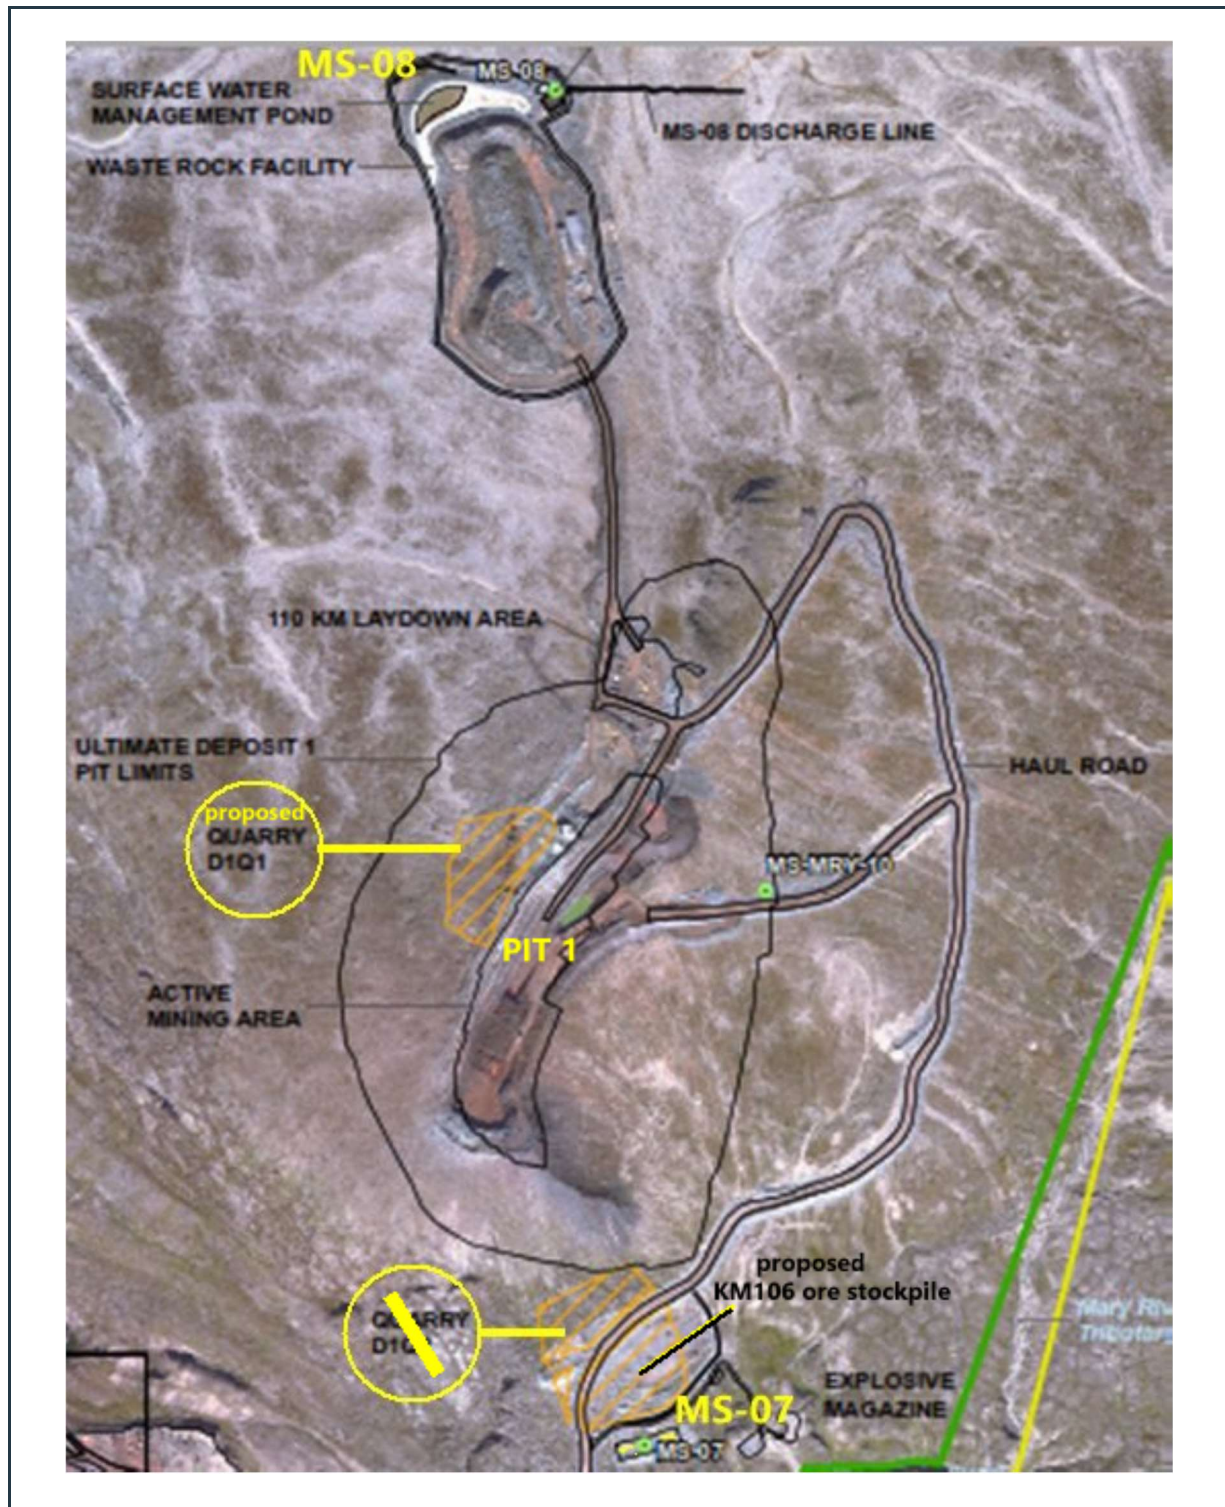 MS-08
MS-08
SURFACE WATER
MANAGEMENT POND
MS-08 DISCHARGE LINE
WASTE ROCK FACILITY
110 KM LAYDOWN AREA
ULTIMATE DEPOSIT 1
PIT LIMITS
HAUL ROAD
proposed
QUARRY
D1Q1
MS-MRY-10
PIT 1
ACTIVE
MINING AREA
proposed
KM106 ore stockpile
QUARRY
Mary
EXPLOSIVE
MAGAZINE
MS-07
MS-07